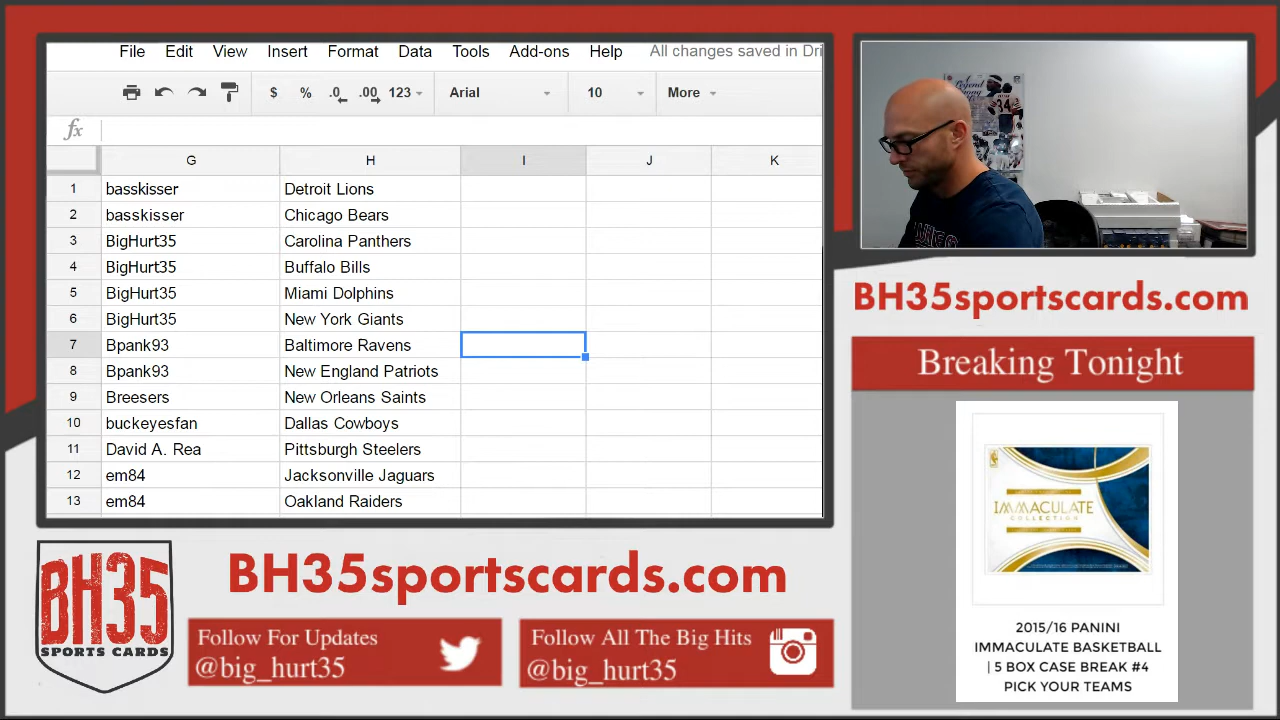 File Edit View Insert Format Data Tools Add-ons Help All changes saved in Dri
$ % .0 .00 123 Arial 10 More
fx
G H I J K
1 basskisser Detroit Lions
2 basskisser Chicago Bears
3 BigHurt35 Carolina Panthers
4 BigHurt35 Buffalo Bills
5 BigHurt35 Miami Dolphins
6 BigHurt35 New York Giants
7 Bpank93 Baltimore Ravens
8 Bpank93 New England Patriots
9 Breesers New Orleans Saints
10 buckeyesfan Dallas Cowboys
11 David A. Rea Pittsburgh Steelers
12 em84 Jacksonville Jaguars
13 em84 Oakland Raiders
34
BH35sportscards.com
Breaking Tonight
IMMACULATE
COLLECTION
2015/16 PANINI
IMMACULATE BASKETBALL
| 5 BOX CASE BREAK #4
PICK YOUR TEAMS
BH35
SPORTS CARDS
BH35sportscards.com
Follow For Updates
@big_hurt35
Follow All The Big Hits
@big_hurt35